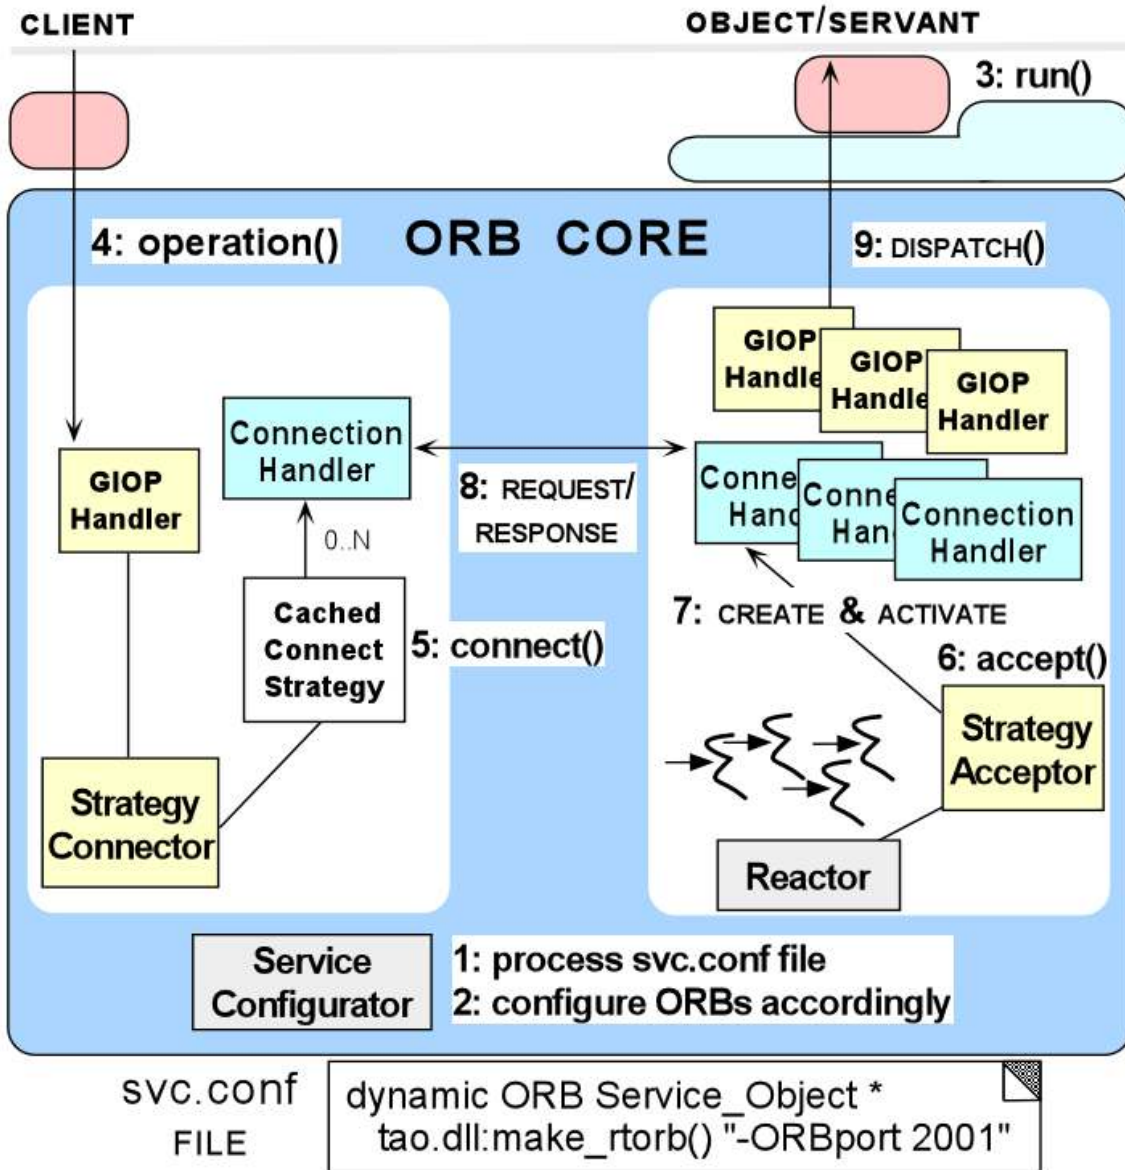 CLIENT
OBJECT/SERVANT
3: run()
4: operation()
ORB CORE
9: DISPATCH()
GIOP
Handler
Connection
Handler
0..N
Cached
Connect
Strategy
5: connect()
Strategy
Connector
8: REQUEST/
RESPONSE
GIOP
Handle
GIOP
Handle
GIOP
Handler
Conne
Hand
Conne
Han
Connection
Handler
7: CREATE & ACTIVATE
6: accept()
Strategy
Acceptor
Reactor
Service
Configurator
1: process svc.conf file
2: configure ORBs accordingly
svc.conf
FILE
dynamic ORB Service_Object *
tao.dll:make_rtorb() "-ORBport 2001"